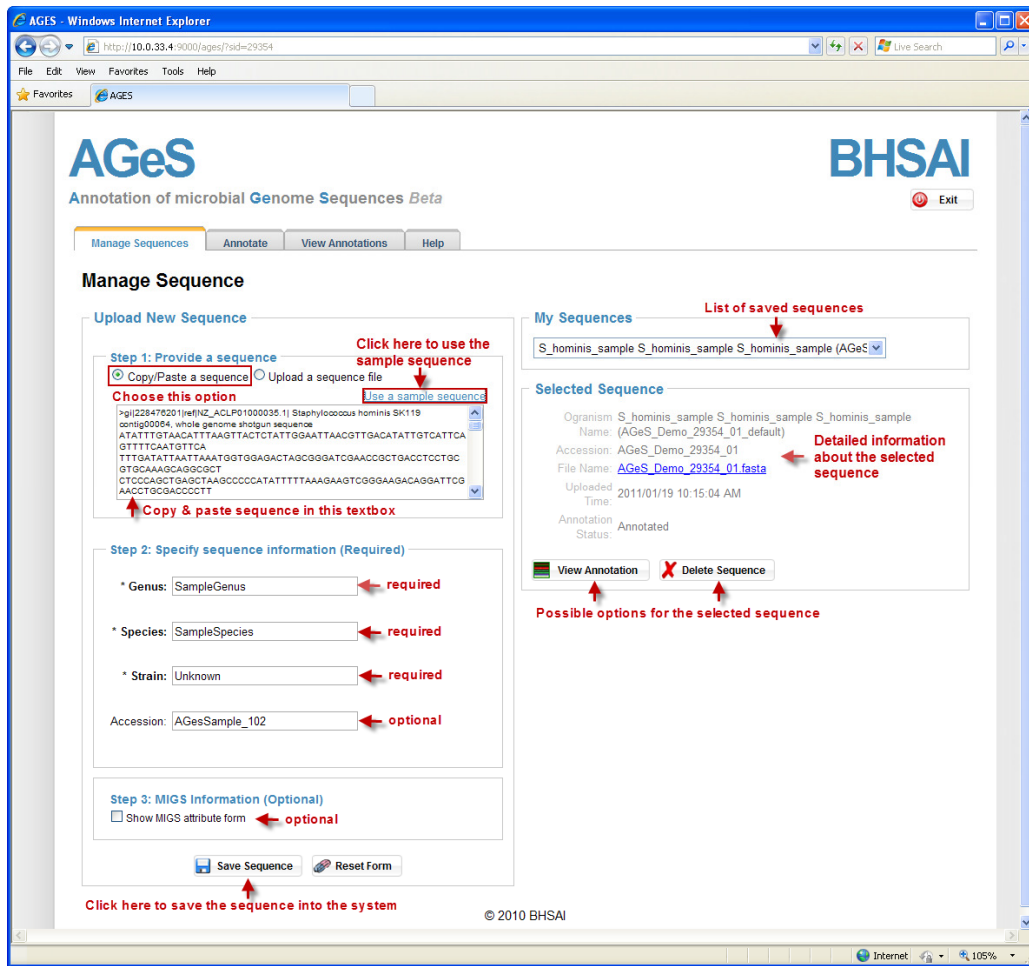 AGES - Windows Internet Explorer
http://10.0.33.4:9000/ages/?sid=29354
Live Search
File Edit View Favorites Tools Help
Favorites
AGES
AGeS
BHSAI
Annotation of microbial Genome Sequences Beta
Exit
Manage Sequences
Annotate
View Annotations
Help
Manage Sequence
Upload New Sequence
Step 1: Provide a sequence
Click here to use the
sample sequence
Copy/Paste a sequence
Upload a sequence file
Choose this option
Use a sample sequence
>gi|228476201|ref|NZ_ACLP01000035.1| Staphylococcus hominis SK119
contig00064, whole genome shotgun sequence
ATATTTGTAACATTTAAGTTACTCTATTGGAATTAACGTTGACATATTGTCATTCA
GTTTTCAATGTTCA
TTTGATATTAATTAAATGGTGGAGACTAGCGGGATCGAACCGCTGACCTCCTGC
GTGCAAAGCAGGCGCT
CTCCCAGCTGAGCTAAGCCCCCATATTTTTAAAGAAGTCGGGAAGACAGGATTCG
AACCTGCGACCCCTT
Copy & paste sequence in this textbox
Step 2: Specify sequence information (Required)
* Genus: SampleGenus
required
* Species: SampleSpecies
required
* Strain: Unknown
required
Accession: AGesSample_102
optional
Step 3: MIGS Information (Optional)
Show MIGS attribute form
optional
Save Sequence
Reset Form
Click here to save the sequence into the system
My Sequences
List of saved sequences
S_hominis_sample S_hominis_sample S_hominis_sample (AGeS
Selected Sequence
Ogranism S_hominis_sample S_hominis_sample S_hominis_sample
Name: (AGeS_Demo_29354_01_default)
Accession: AGeS_Demo_29354_01
File Name: AGeS_Demo_29354_01.fasta
Uploaded
Time: 2011/01/19 10:15:04 AM
Annotation
Status: Annotated
Detailed information
about the selected
sequence
View Annotation
Delete Sequence
Possible options for the selected sequence
© 2010 BHSAI
Internet
105%